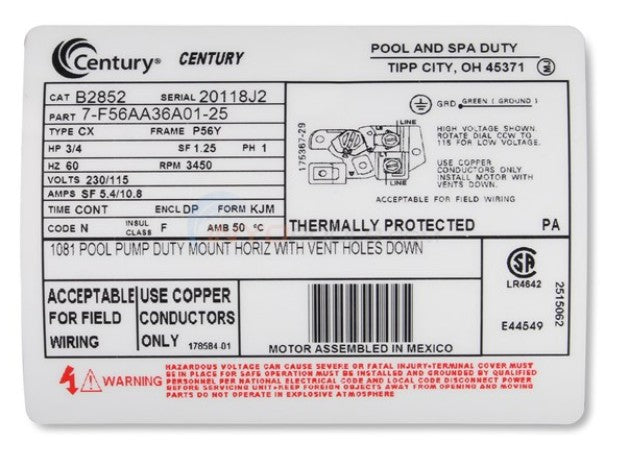 Century® CENTURY
POOL AND SPA DUTY
TIPP CITY, OH 45371
CAT B2852 SERIAL 20118J2
PART 7-F56AA36A01-25
TYPE CX FRAME P56Y
HP 3/4 SF 1.25 PH 1
HZ 60 RPM 3450
VOLTS 230/115
AMPS SF 5.4/10.8
TIME CONT ENCL DP FORM KJM
CODE N INSUL CLASS F AMB 50 °C
GRD GREEN ( GROUND )
175367-29
LINE
LINE
HIGH VOLTAGE SHOWN.
ROTATE DIAL CCW TO
115 FOR LOW VOLTAGE.
USE COPPER
CONDUCTORS ONLY
INSTALL MOTOR WITH
VENTS DOWN.
ACCEPTABLE FOR FIELD WIRING
THERMALLY PROTECTED PA
1081 POOL PUMP DUTY MOUNT HORIZ WITH VENT HOLES DOWN
ACCEPTABLE
FOR FIELD
WIRING
USE COPPER
CONDUCTORS
ONLY 178584-01
MOTOR ASSEMBLED IN MEXICO
SA
LR4642
E44549
2515062
WARNING
HAZARDOUS VOLTAGE CAN CAUSE SEVERE OR FATAL INJURY-TERMINAL COVER MUST
BE IN PLACE FOR SAFE OPERATION MUST BE INSTALLED AND GROUNDED BY QUALIFIED
PERSONNEL PER NATIONAL ELECTRICAL CODE AND LOCAL CODE DISCONNECT POWER
BEFORE SERVICING UNIT-KEEP FOREIGN OBJECTS AWAY FROM OPENING AND MOVING
PARTS DO NOT OPERATE IN EXPLOSIVE ATMOSPHERE